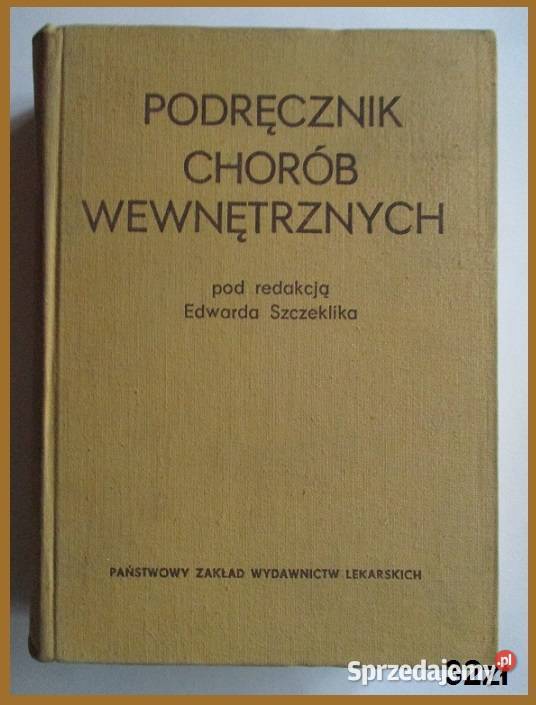 PODRĘCZNIK
CHORÓB
WEWNĘTRZNYCH
pod redakcją
Edwarda Szczeklika
PAŃSTWOWY ZAKŁAD WYDAWNICTW LEKARSKICH
Sprzedajemy.pl